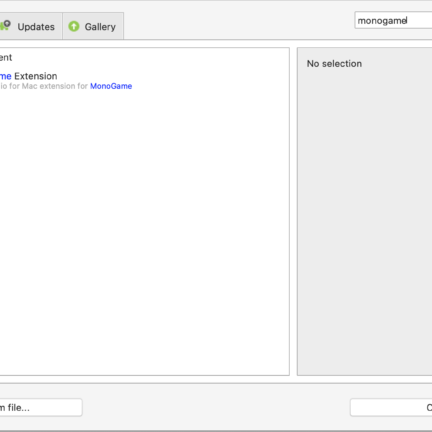 Updates
Gallery
monogame
ent
me Extension
io for Mac extension for MonoGame
No selection
m file...
C